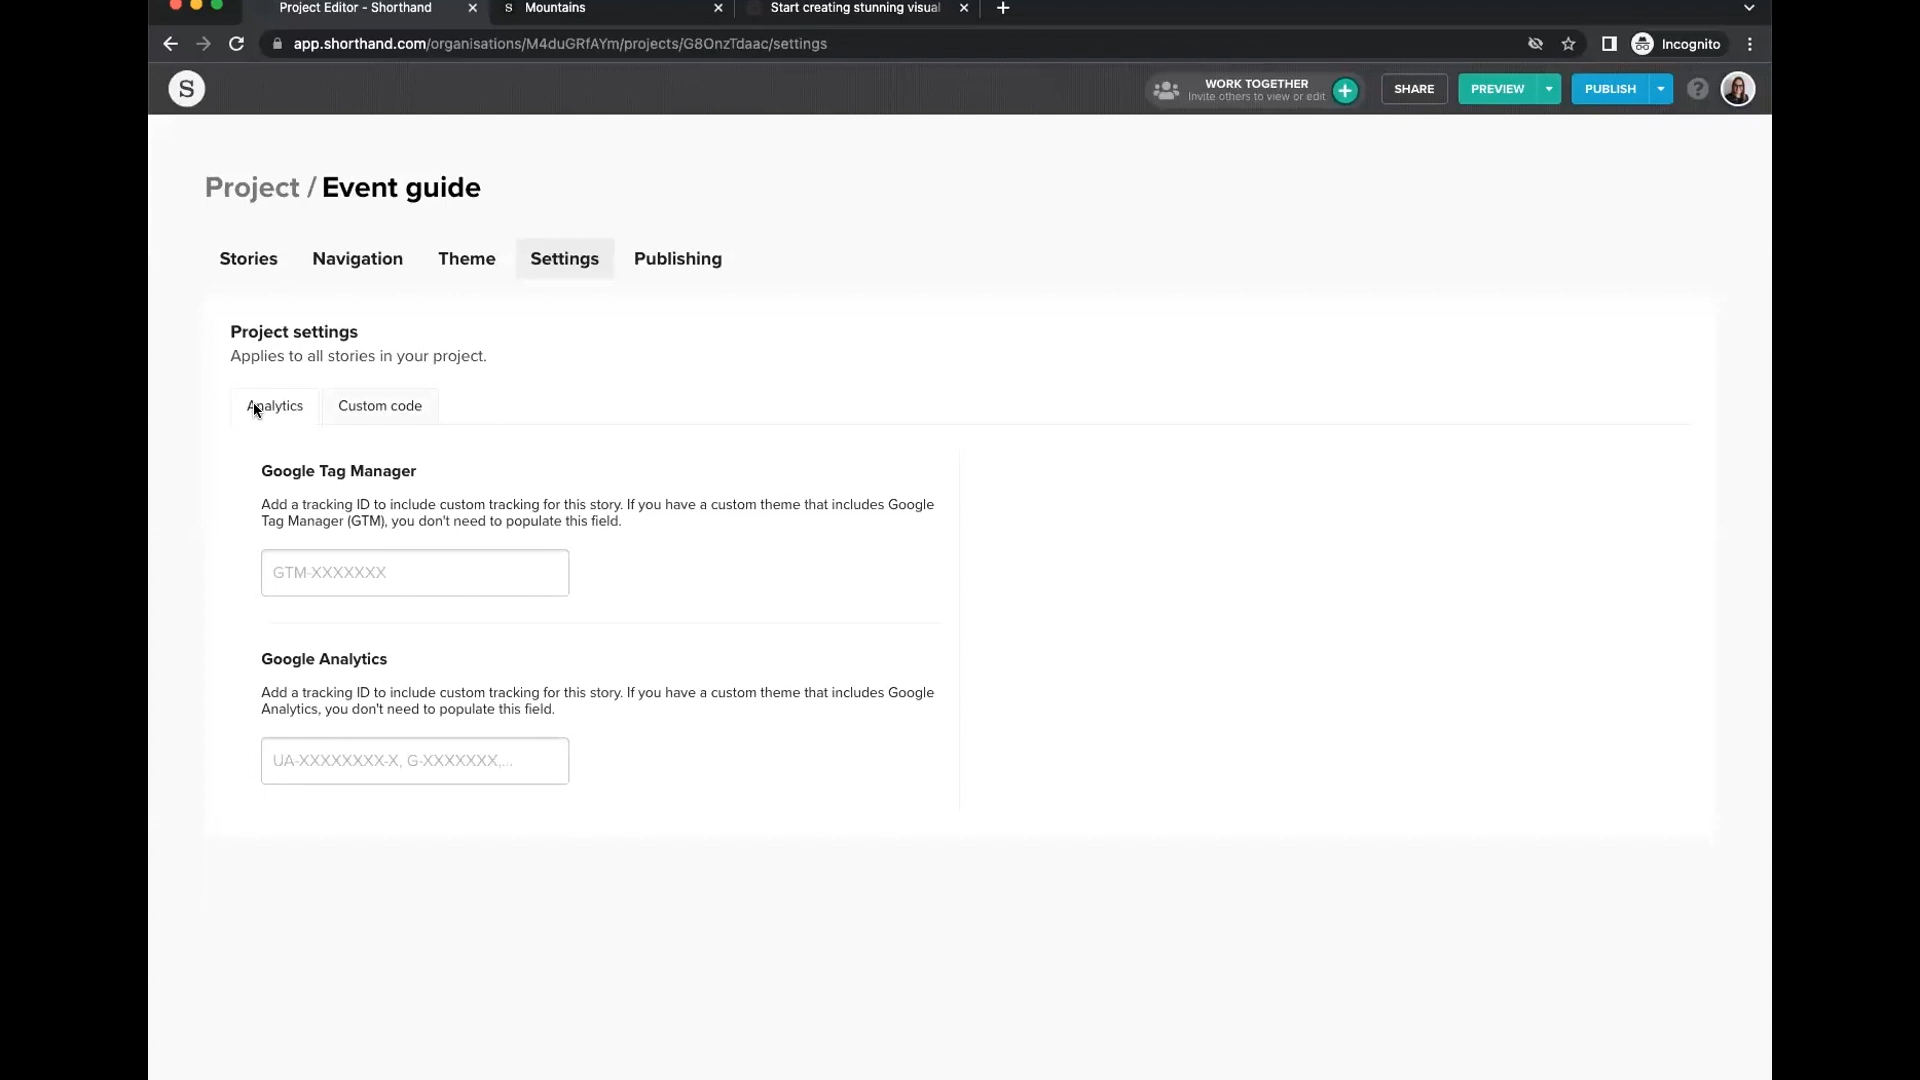 Project Editor - Shorthand
S Mountains
Start creating stunning visual
app.shorthand.com/organisations/M4duGRfAYm/projects/G8OnzTdaac/settings
Incognito
S
WORK TOGETHER
Invite others to view or edit
SHARE
PREVIEW
PUBLISH
?
Project / Event guide
Stories
Navigation
Theme
Settings
Publishing
Project settings
Applies to all stories in your project.
Analytics
Custom code
Google Tag Manager
Add a tracking ID to include custom tracking for this story. If you have a custom theme that includes Google
Tag Manager (GTM), you don't need to populate this field.
GTM-XXXXXXX
Google Analytics
Add a tracking ID to include custom tracking for this story. If you have a custom theme that includes Google
Analytics, you don't need to populate this field.
UA-XXXXXXXX-X, G-XXXXXXX,...